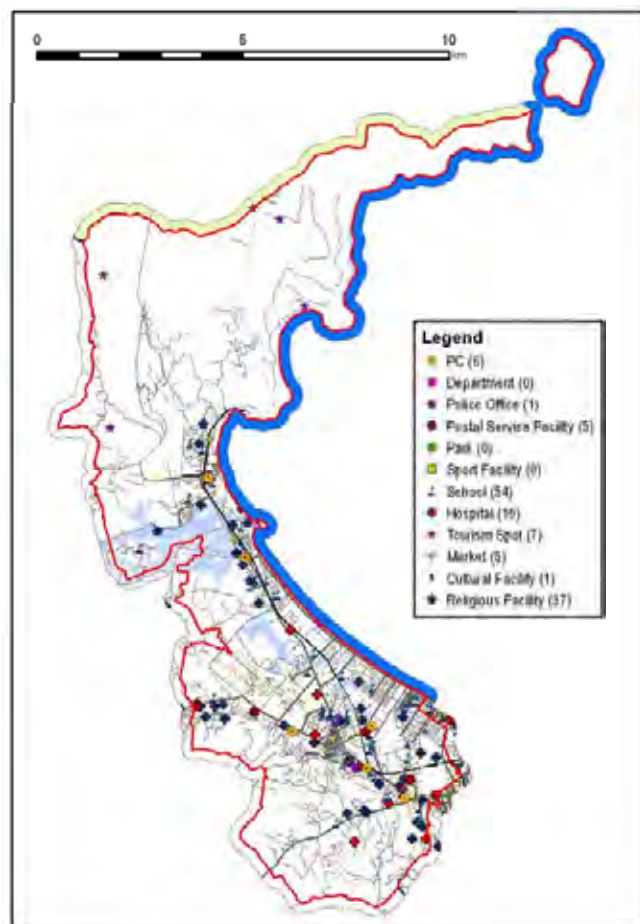 0 5 10
km
Legend
PC (6)
Department (0)
Police Office (1)
Postal Service Facility (5)
Park (0)
Sport Facility (0)
School (54)
Hospital (16)
Tourism Spot (7)
Market (5)
Cultural Facility (1)
Religious Facility (37)